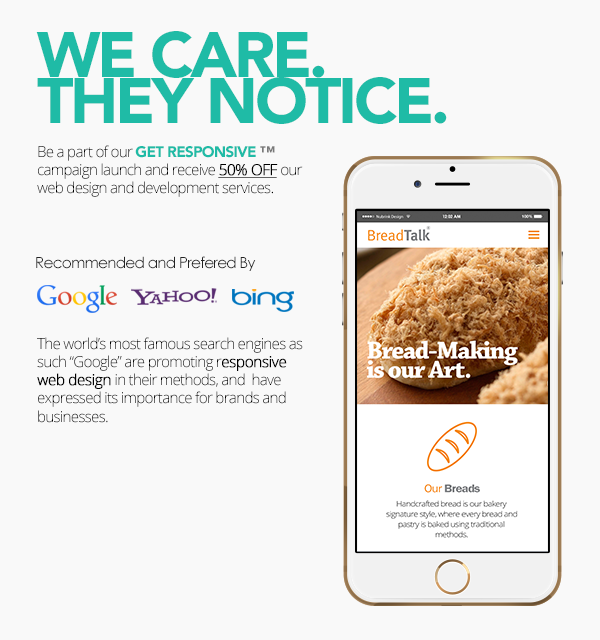 WE CARE.
THEY NOTICE.
Be a part of our GET RESPONSIVE ™
campaign launch and receive 50% OFF our
web design and development services.
Recommended and Prefered By
Google YAHOO! bing
The world's most famous search engines as
such "Google" are promoting responsive
web design in their methods, and have
expressed its importance for brands and
businesses.
Nubrink Design 12:02 AM 100%
BreadTalk®
Bread-Making
is our Art.
Our Breads
Handcrafted bread is our bakery
signature style, where every bread and
pastry is baked using traditional
methods.